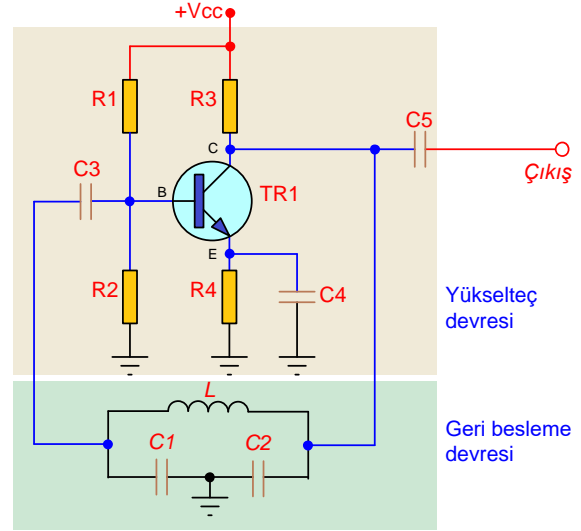 +Vcc
R1
R3
C5
C3
C
B
TR1
Çıkış
E
R2
R4
C4
Yükselteç
devresi
L
C1
C2
Geri besleme
devresi